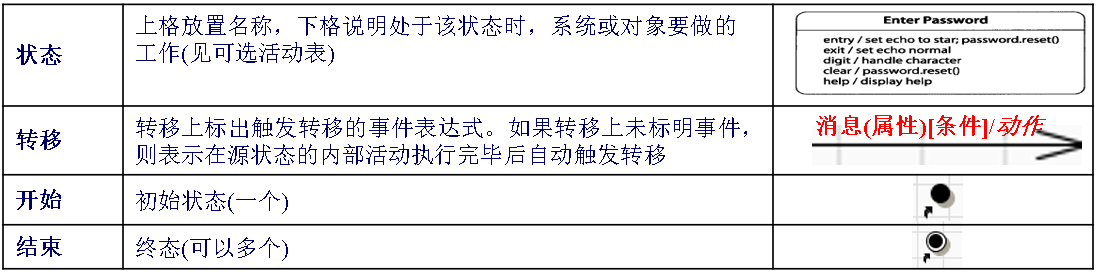 状态
上格放置名称，下格说明处于该状态时，系统或对象要做的
工作(见可选活动表)
Enter Password
entry / set echo to star; password.reset()
exit / set echo normal
digit / handle character
clear / password.reset()
help / display help
转移
转移上标出触发转移的事件表达式。如果转移上未标明事件，
则表示在源状态的内部活动执行完毕后自动触发转移
消息(属性)[条件]/动作
开始
初始状态(一个)
结束
终态(可以多个)